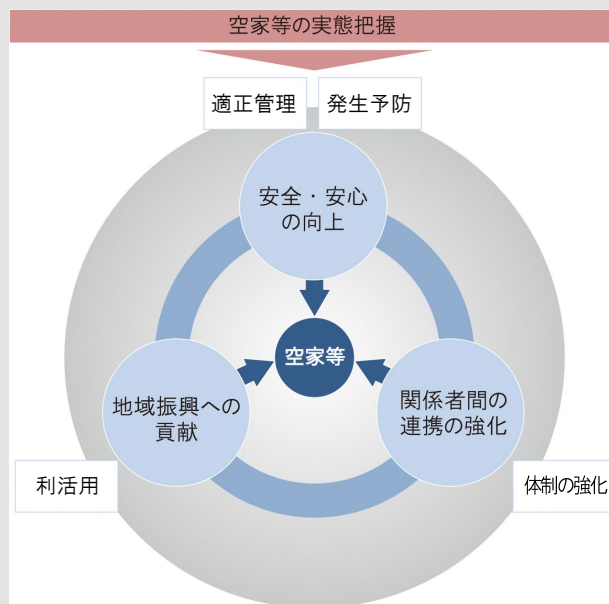 空家等の実態把握
適正管理
発生予防
安全・安心
の向上
空家等
地域振興への
貢献
関係者間の
連携の強化
利活用
体制の強化